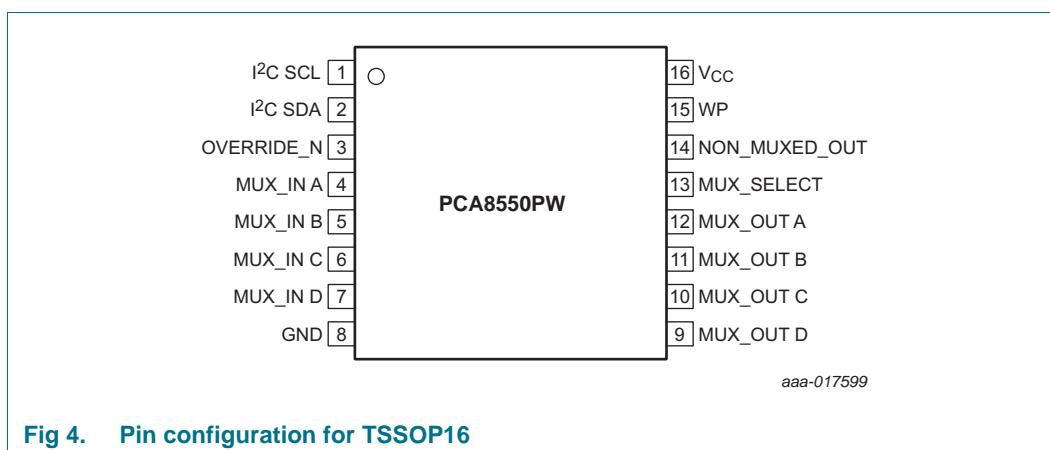 I2C SCL 1
I2C SDA 2
OVERRIDE_N 3
MUX_IN A 4
MUX_IN B 5
MUX_IN C 6
MUX_IN D 7
GND 8
PCA8550PW
16 VCC
15 WP
14 NON_MUXED_OUT
13 MUX_SELECT
12 MUX_OUT A
11 MUX_OUT B
10 MUX_OUT C
9 MUX_OUT D
aaa-017599
Fig 4. Pin configuration for TSSOP16